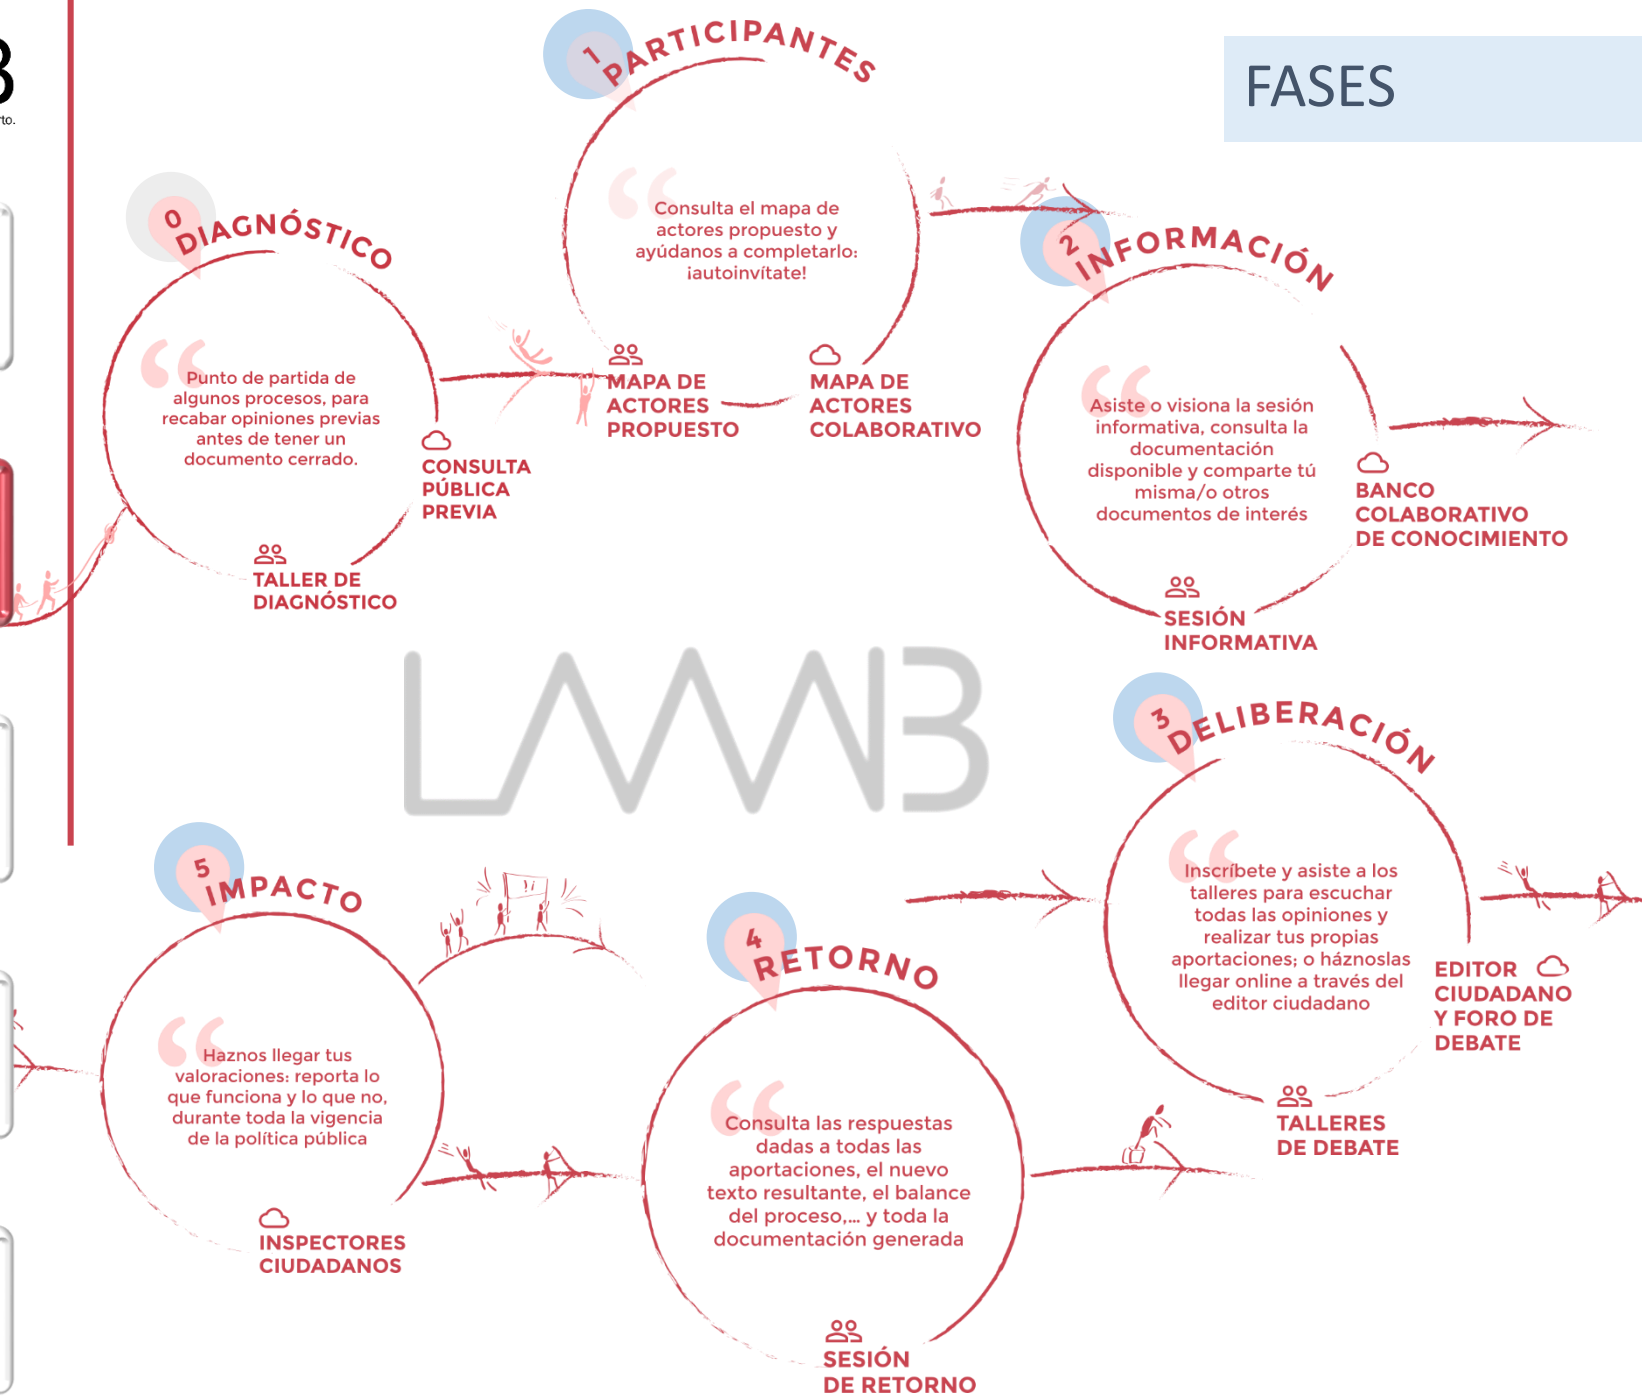 FASES
0
DIAGNÓSTICO
Punto de partida de
algunos procesos, para
recabar opiniones previas
antes de tener un
documento cerrado.
CONSULTA
PÚBLICA
PREVIA
TALLER DE
DIAGNÓSTICO
1
PARTICIPANTES
Consulta el mapa de
actores propuesto y
ayúdanos a completarlo:
¡autoinvítate!
MAPA DE
ACTORES
PROPUESTO
MAPA DE
ACTORES
COLABORATIVO
2
INFORMACIÓN
Asiste o visiona la sesión
informativa, consulta la
documentación
disponible y comparte tú
misma/o otros
documentos de interés
BANCO
COLABORATIVO
DE CONOCIMIENTO
SESIÓN
INFORMATIVA
LAAAB
3
DELIBERACIÓN
Inscríbete y asiste a los
talleres para escuchar
todas las opiniones y
realizar tus propias
aportaciones; o háznoslas
llegar online a través del
editor ciudadano
EDITOR
CIUDADANO
Y FORO DE
DEBATE
TALLERES
DE DEBATE
4
RETORNO
Consulta las respuestas
dadas a todas las
aportaciones, el nuevo
texto resultante, el balance
del proceso,... y toda la
documentación generada
SESIÓN
DE RETORNO
5
IMPACTO
Haznos llegar tus
valoraciones: reporta lo
que funciona y lo que no,
durante toda la vigencia
de la política pública
INSPECTORES
CIUDADANOS